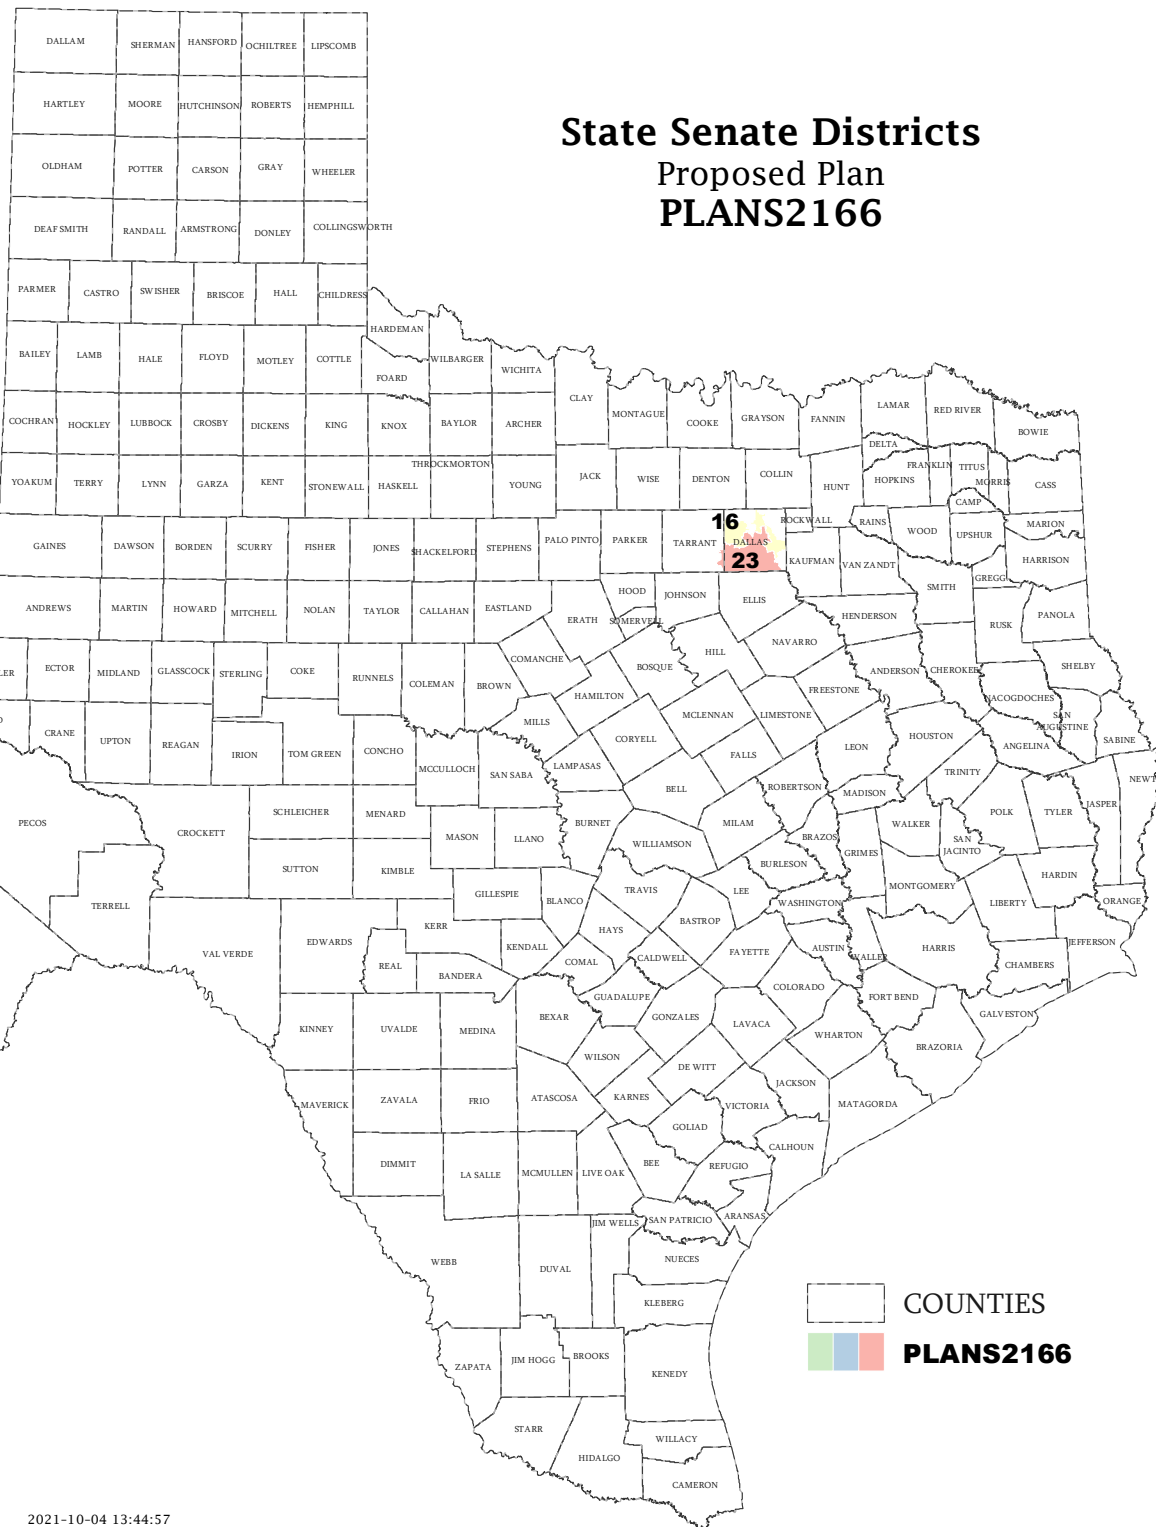 State Senate Districts
Proposed Plan
PLANS2166
DALLAM SHERMAN HANSFORD OCHILTREE LIPSCOMB
HARTLEY MOORE HUTCHINSON ROBERTS HEMPHILL
OLDHAM POTTER CARSON GRAY WHEELER
DEAF SMITH RANDALL ARMSTRONG DONLEY COLLINGSWORTH
PARMER CASTRO SWISHER BRISCOE HALL CHILDRESS
HARDEMAN
BAILEY LAMB HALE FLOYD MOTLEY COTTLE WILBARGER WICHITA
FOARD
CLAY
COCHRAN HOCKLEY LUBBOCK CROSBY DICKENS KING KNOX BAYLOR ARCHER MONTAGUE COOKE GRAYSON FANNIN LAMAR RED RIVER BOWIE
DELTA
THROCKMORTON
YOAKUM TERRY LYNN GARZA KENT STONEWALL HASKELL YOUNG JACK WISE DENTON COLLIN HUNT HOPKINS FRANKLIN TITUS MORRIS CASS
CAMP
16 ROCKWALL RAINS WOOD UPSHUR MARION
GAINES DAWSON BORDEN SCURRY FISHER JONES SHACKELFORD STEPHENS PALO PINTO PARKER TARRANT DALLAS
23 KAUFMAN VAN ZANDT SMITH GREGG HARRISON
ANDREWS MARTIN HOWARD MITCHELL NOLAN TAYLOR CALLAHAN EASTLAND ERATH HOOD SOMERVELL JOHNSON ELLIS HENDERSON RUSK PANOLA
LER ECTOR MIDLAND GLASSCOCK STERLING COKE RUNNELS COLEMAN BROWN COMANCHE HAMILTON BOSQUE HILL NAVARRO FREESTONE ANDERSON CHEROKEE NACOGDOCHES SHELBY
CRANE UPTON REAGAN IRION TOM GREEN CONCHO MCCULLOCH SAN SABA MILLS LAMPASAS CORYELL MCLENNAN LIMESTONE FALLS LEON HOUSTON ANGELINA SAN
AUGUSTINE
SABINE
PECOS CROCKETT SCHLEICHER MENARD MASON LLANO BURNET BELL MILAM ROBERTSON MADISON TRINITY POLK TYLER JASPER NEWT
SUTTON KIMBLE WILLIAMSON BRAZOS GRIMES WALKER SAN
JACINTO
HARDIN
TERRELL GILLESPIE BLANCO TRAVIS LEE BURLESON WASHINGTON MONTGOMERY LIBERTY ORANGE
VAL VERDE EDWARDS REAL KERR BANDERA KENDALL COMAL HAYS CALDWELL BASTROP FAYETTE AUSTIN WALLER HARRIS CHAMBERS JEFFERSON
KINNEY UVALDE MEDINA BEXAR GUADALUPE GONZALES LAVACA COLORADO WHARTON FORT BEND BRAZORIA GALVESTON
MAVERICK ZAVALA FRIO ATASCOSA WILSON KARNES DE WITT VICTORIA JACKSON MATAGORDA
GOLIAD CALHOUN
DIMMIT LA SALLE MCMULLEN LIVE OAK BEE REFUGIO
WEBB DUVAL JIM WELLS SAN PATRICIO ARANSAS
NUECES
KLEBERG
ZAPATA JIM HOGG BROOKS KENEDY
STARR HIDALGO WILLACY
CAMERON
COUNTIES
PLANS2166
2021-10-04 13:44:57